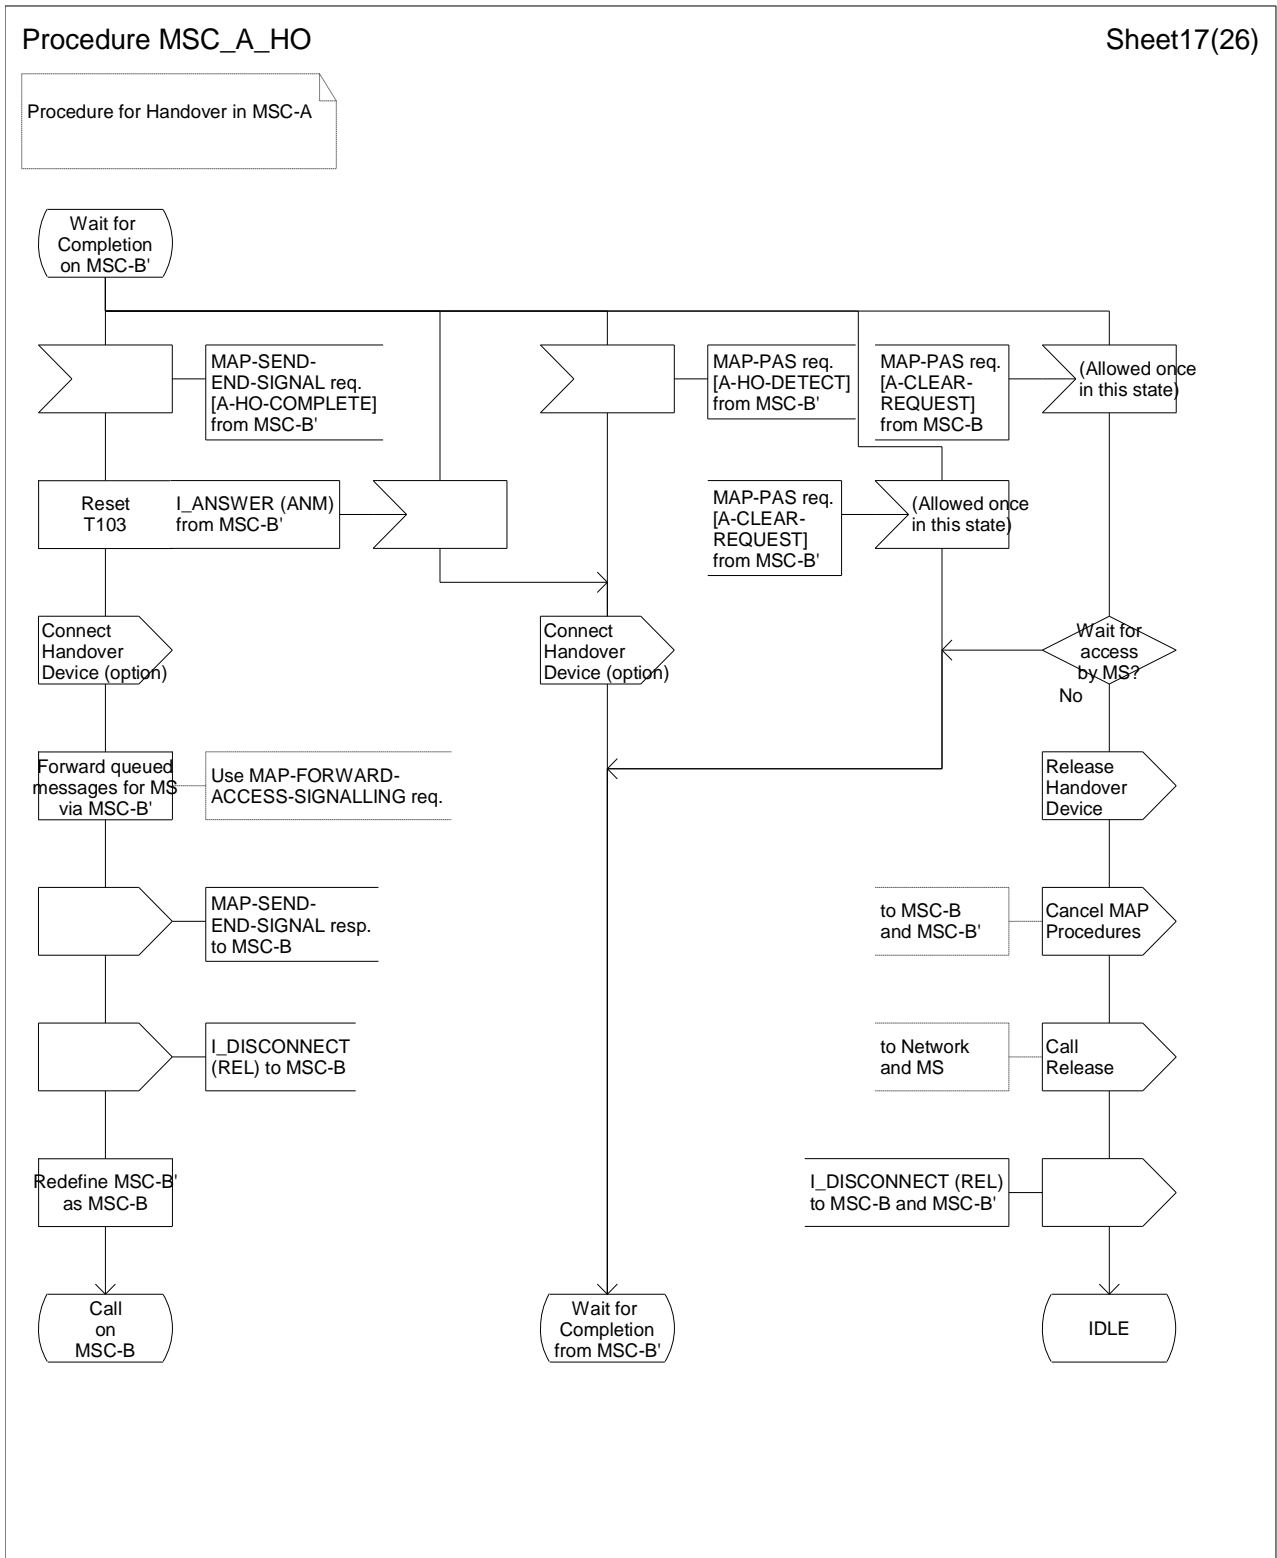 Procedure MSC_A_HO
Sheet17(26)
Procedure for Handover in MSC-A
Wait for
Completion
on MSC-B'
MAP-SEND-
END-SIGNAL req.
[A-HO-COMPLETE]
from MSC-B'
MAP-PAS req.
[A-HO-DETECT]
from MSC-B'
MAP-PAS req.
[A-CLEAR-
REQUEST]
from MSC-B
(Allowed once
in this state)
Reset
T103
I_ANSWER (ANM)
from MSC-B'
MAP-PAS req.
[A-CLEAR-
REQUEST]
from MSC-B'
(Allowed once
in this state)
Connect
Handover
Device (option)
Connect
Handover
Device (option)
Wait for
access
by MS?
No
Forward queued
messages for MS
via MSC-B'
Use MAP-FORWARD-
ACCESS-SIGNALLING req.
Release
Handover
Device
MAP-SEND-
END-SIGNAL resp.
to MSC-B
to MSC-B
and MSC-B'
Cancel MAP
Procedures
I_DISCONNECT
(REL) to MSC-B
to Network
and MS
Call
Release
Redefine MSC-B'
as MSC-B
I_DISCONNECT (REL)
to MSC-B and MSC-B'
Call
on
MSC-B
Wait for
Completion
from MSC-B'
IDLE